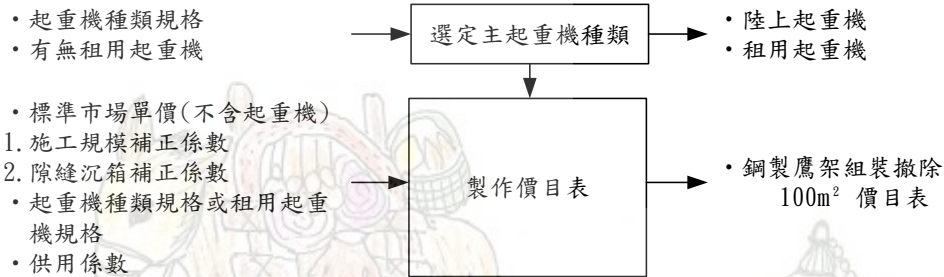 ・起重機種類規格
・有無租用起重機
選定主起重機種類
・陸上起重機
・租用起重機
・標準市場單價(不含起重機)
1.施工規模補正係數
2.隙縫沉箱補正係數
・起重機種類規格或租用起重
機規格
・供用係數
製作價目表
・鋼製鷹架組裝撤除
100m² 價目表